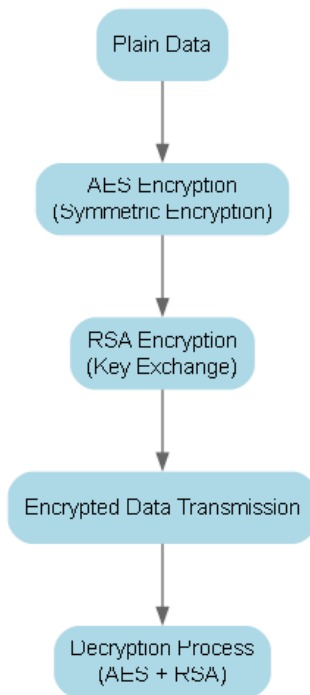 Plain Data
AES Encryption
(Symmetric Encryption)
RSA Encryption
(Key Exchange)
Encrypted Data Transmission
Decryption Process
(AES + RSA)